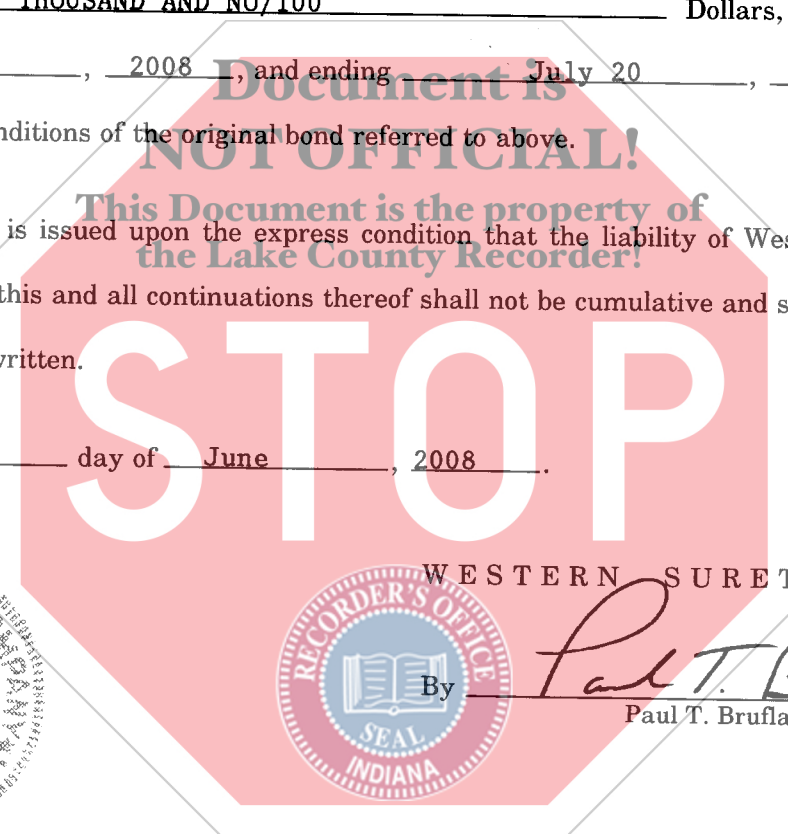 THOUSAND AND NO/100 Dollars,
, 2008, and ending July 20,
Document is
nditions of the original bond referred to above.
NOT OFFICIAL!
This Document is the property of
is issued upon the express condition that the liability of Wes
the Lake County Recorder!
this and all continuations thereof shall not be cumulative and s
written.
STOP
day of June, 2008.
WESTERN SURET
RECORDER'S OFFICE
SEAL
INDIANA
By Paul T. B
Paul T. Brufla